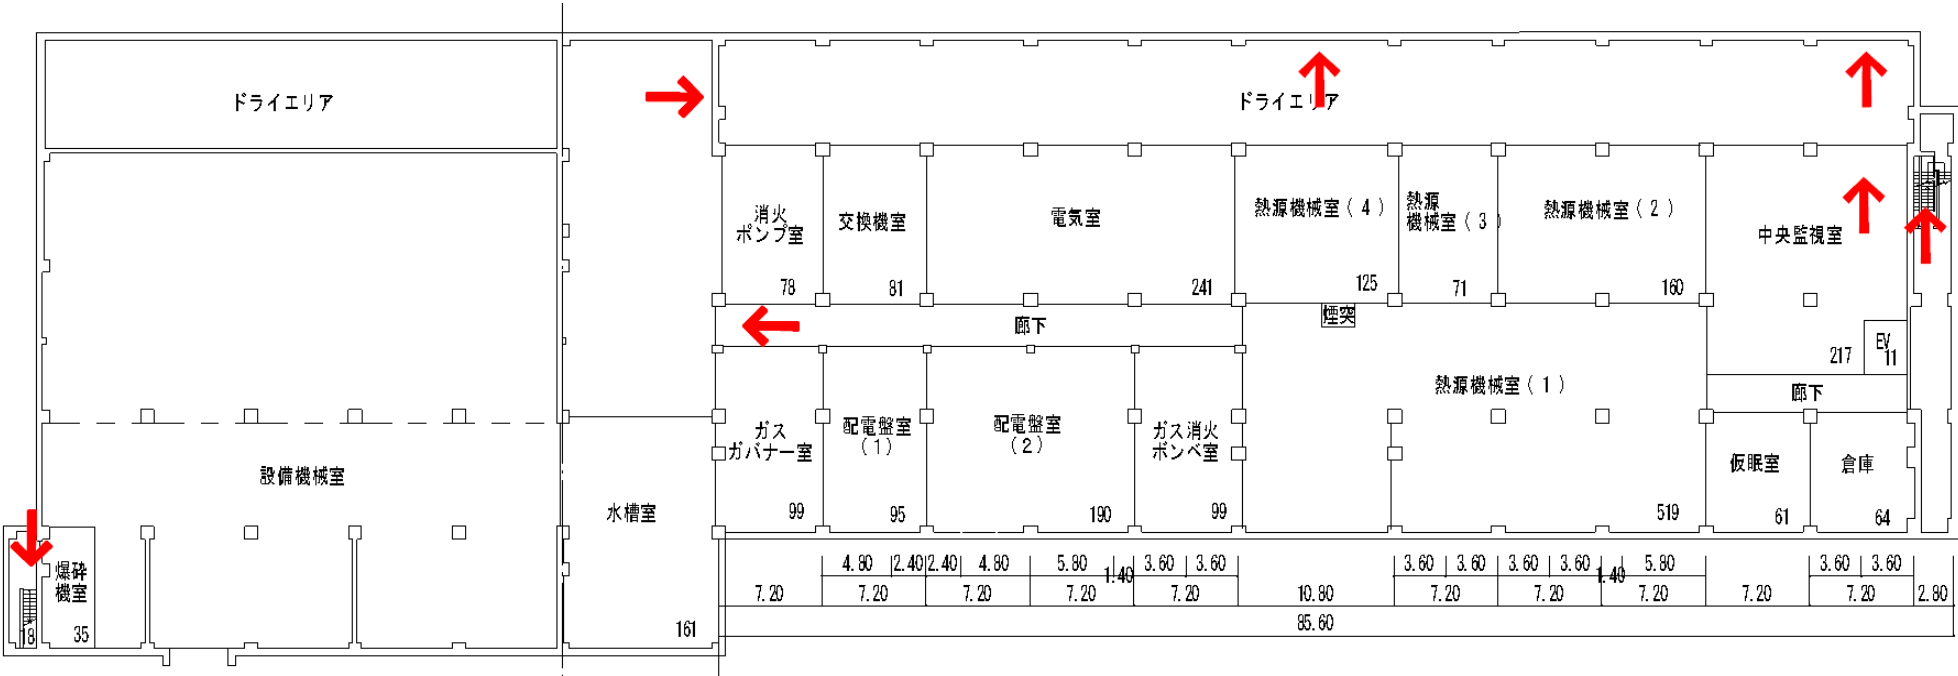 ドライエリア
ドライエリア
消火
ポンプ室
78
交換機室
81
電気室
241
熱源機械室（４）
125
熱源
機械室（３）
71
熱源機械室（２）
160
中央監視室
217
EV
11
廊下
煙突
熱源機械室（１）
519
廊下
ガス
ガバナー室
99
配電盤室
（１）
95
配電盤室
（２）
190
ガス消火
ボンベ室
99
仮眠室
61
倉庫
64
設備機械室
水槽室
161
爆砕
機室
35
18
4.80 2.40 2.40 4.80 5.80 1.40 3.60 3.60 3.60 3.60 3.60 3.60 1.40 5.80 3.60 3.60
7.20 7.20 7.20 7.20 7.20 10.80 7.20 7.20 7.20 7.20 7.20 2.80
85.60